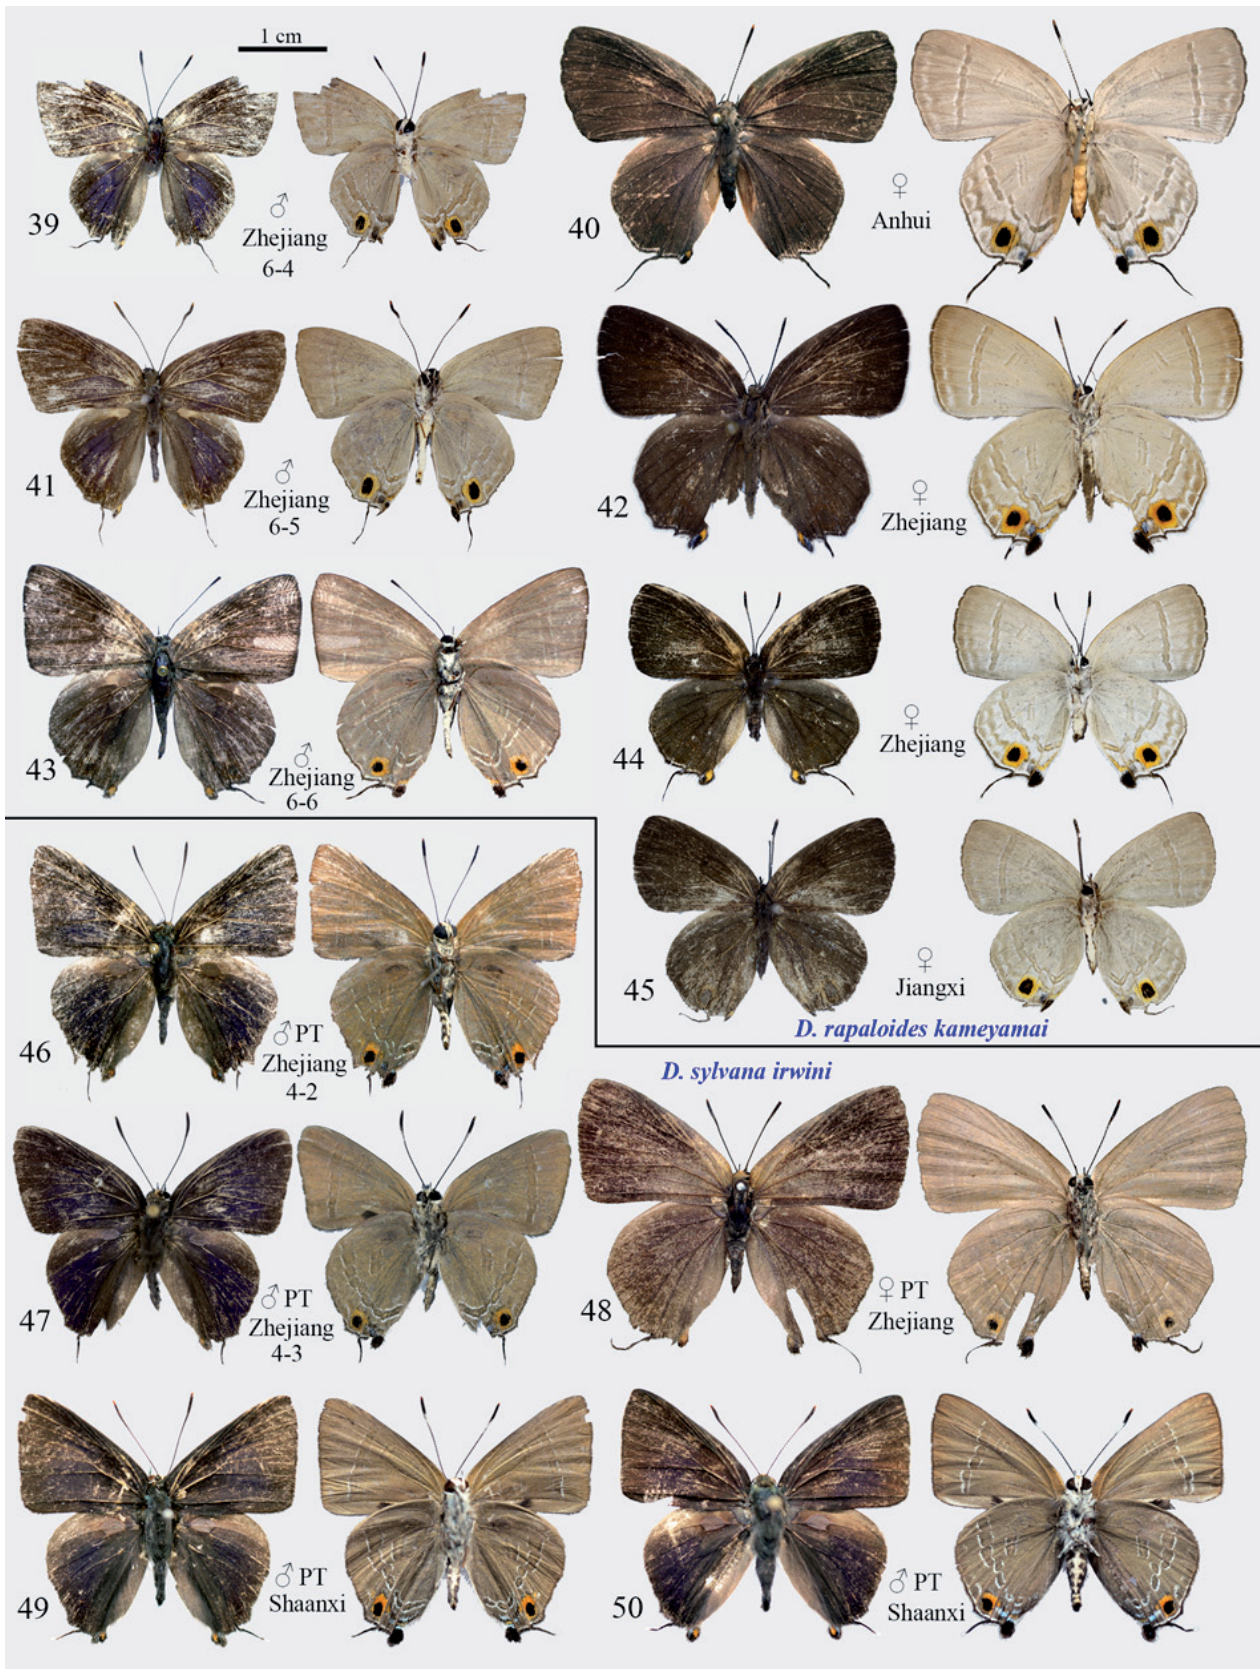 1 cm
39
♂
Zhejiang
6-4
40
♀
Anhui
41
♂
Zhejiang
6-5
42
♀
Zhejiang
43
♂
Zhejiang
6-6
44
♀
Zhejiang
45
♀
Jiangxi
D. rapaloides kameyamai
46
♂ PT
Zhejiang
4-2
D. sylvana irwini
47
♂ PT
Zhejiang
4-3
48
♀ PT
Zhejiang
49
♂ PT
Shaanxi
50
♂ PT
Shaanxi